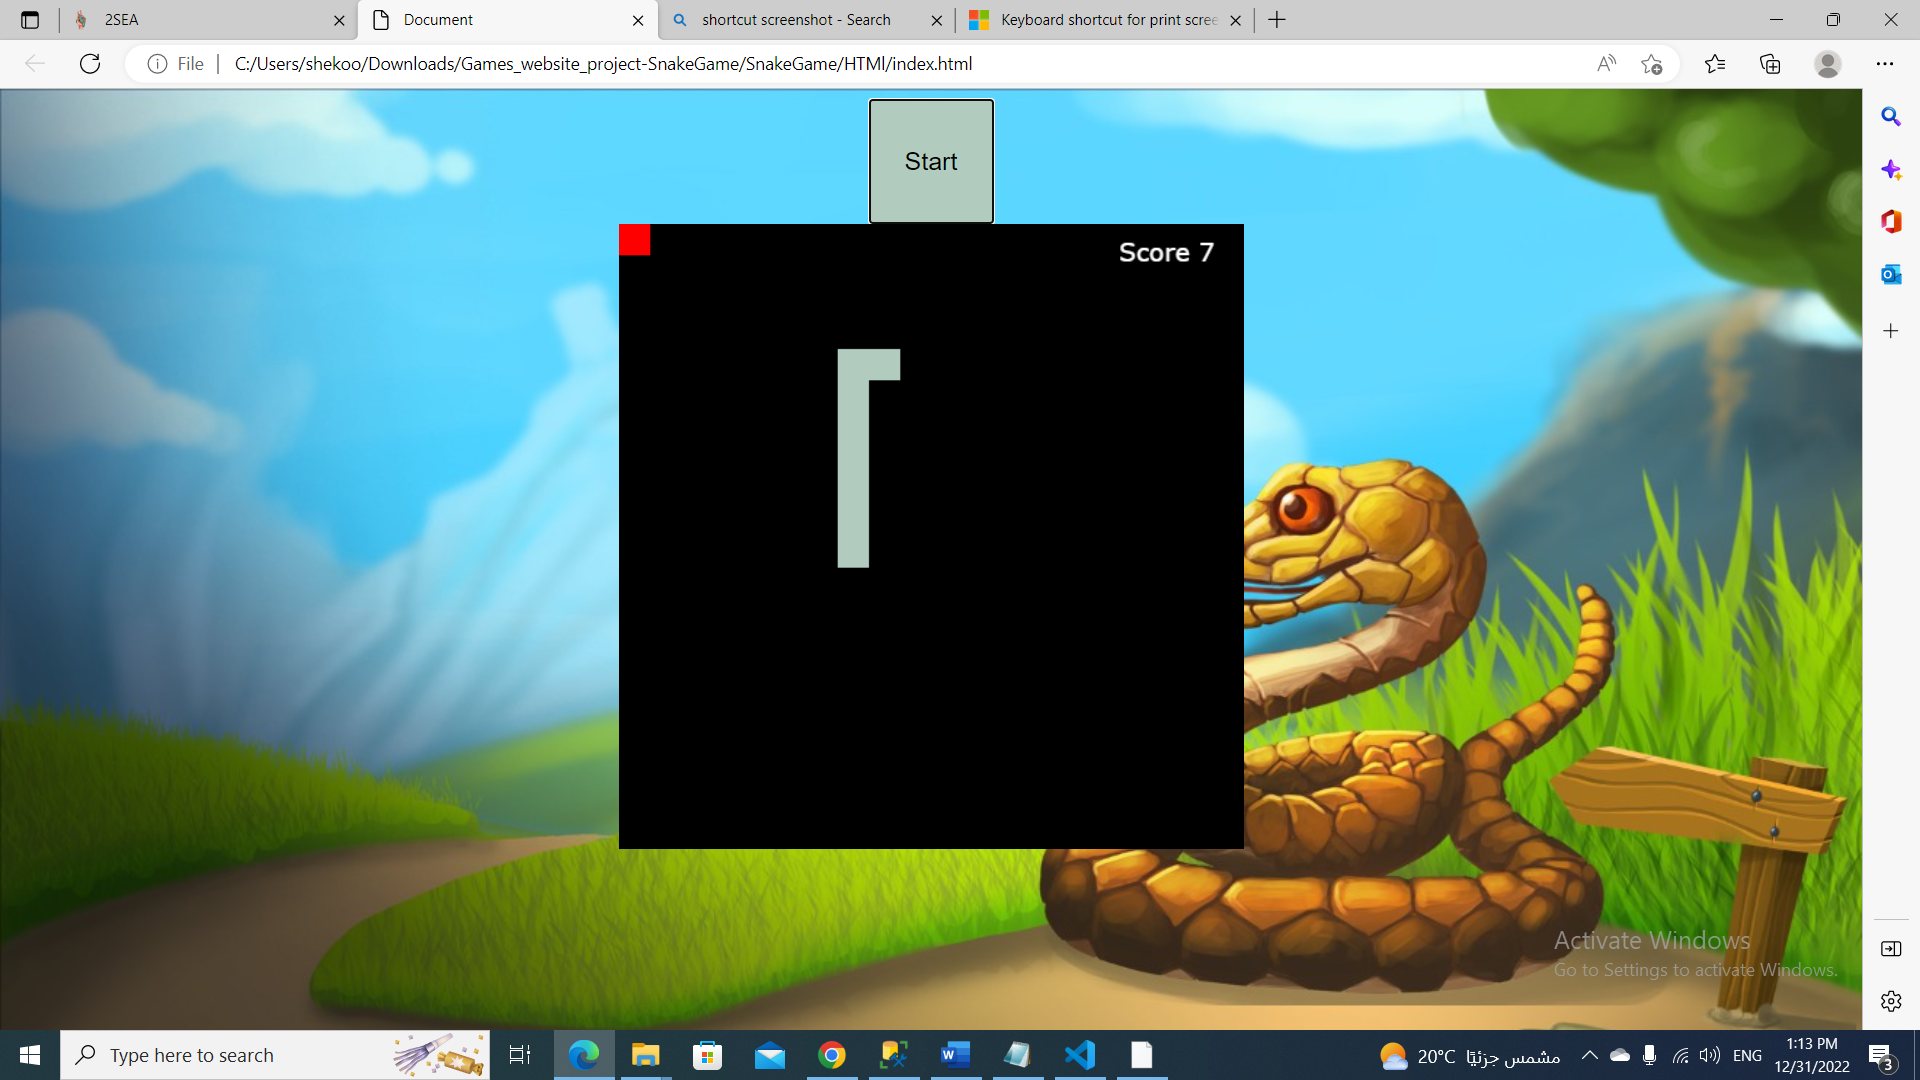 2SEA
Document
shortcut screenshot - Search
Keyboard shortcut for print scree
File
C:/Users/shekoo/Downloads/Games_website_project-SnakeGame/SnakeGame/HTMl/index.html
Start
Score 7
Activate Windows
Go to Settings to activate Windows.
Type here to search
20°C مشمس جزئيًا
ENG
1:13 PM
12/31/2022
3